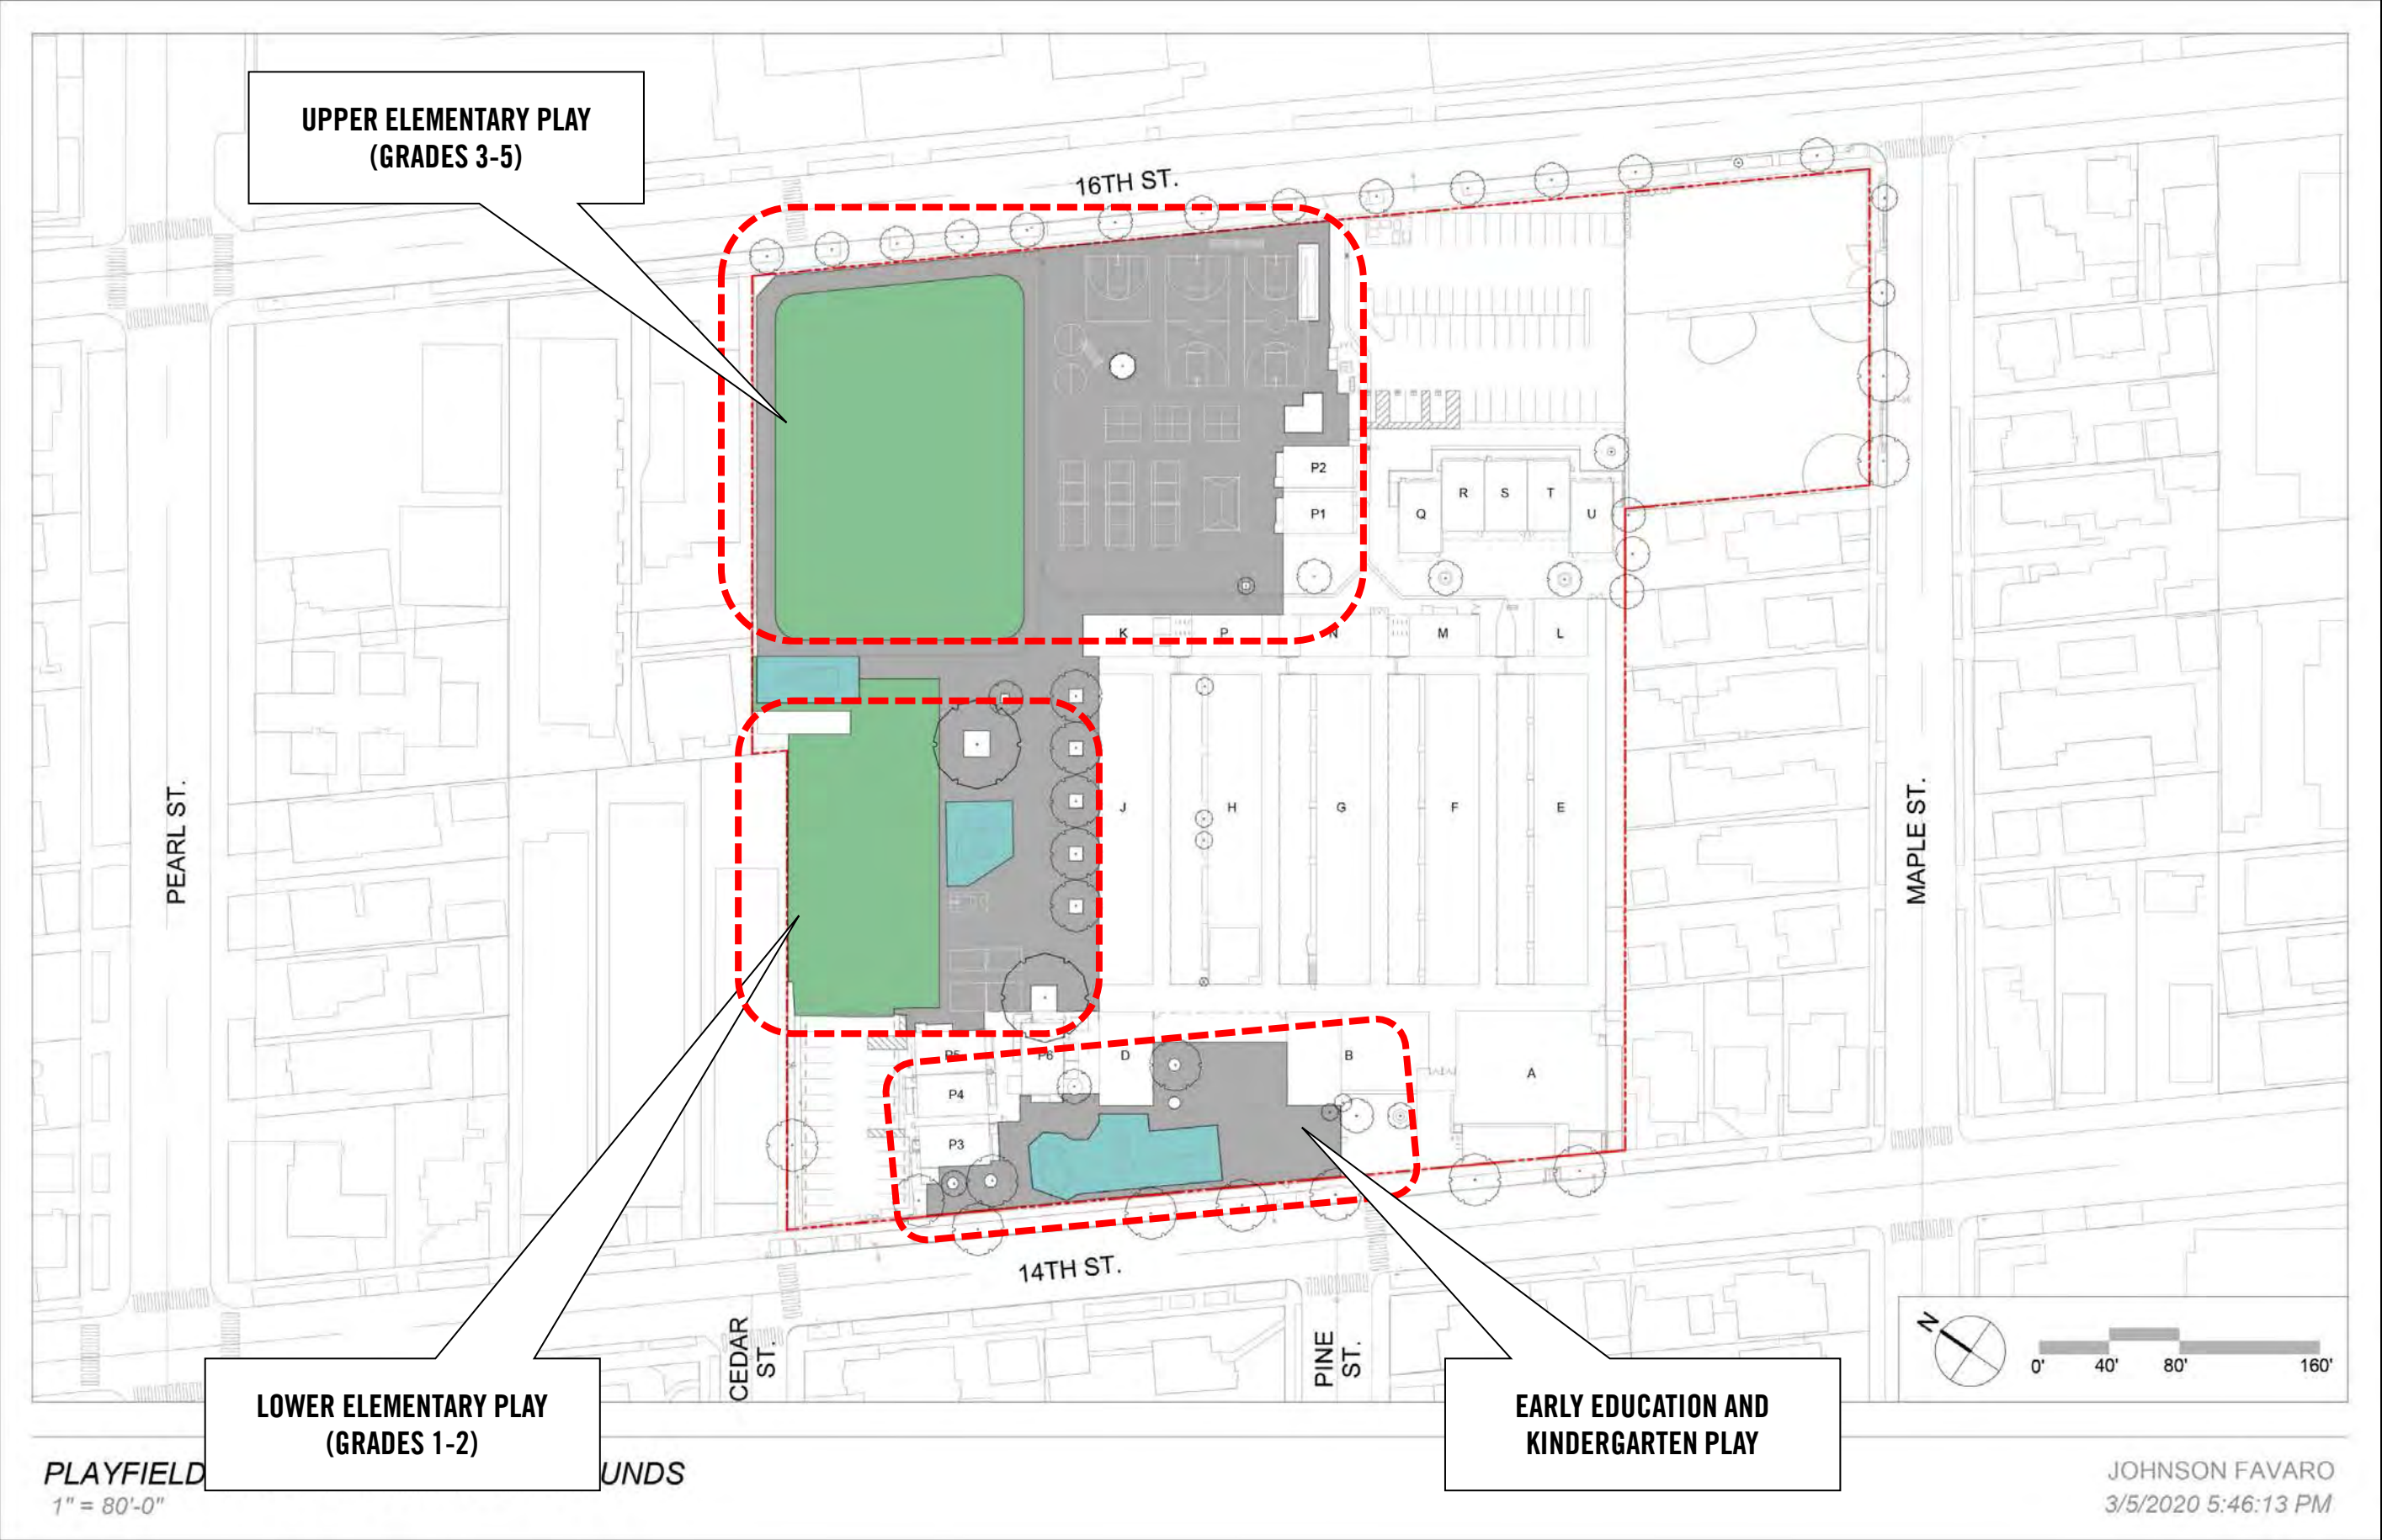 UPPER ELEMENTARY PLAY
(GRADES 3-5)
16TH ST.
P2
P1
Q
R
S
T
U
K
P
N
M
L
PEARL ST.
J
H
G
F
E
MAPLE ST.
P5
P6
D
B
A
P4
P3
14TH ST.
CEDAR
ST.
PINE
ST.
N
0'
40'
80'
160'
LOWER ELEMENTARY PLAY
(GRADES 1-2)
EARLY EDUCATION AND
KINDERGARTEN PLAY
PLAYFIELD
UNDS
1" = 80'-0"
JOHNSON FAVARO
3/5/2020 5:46:13 PM